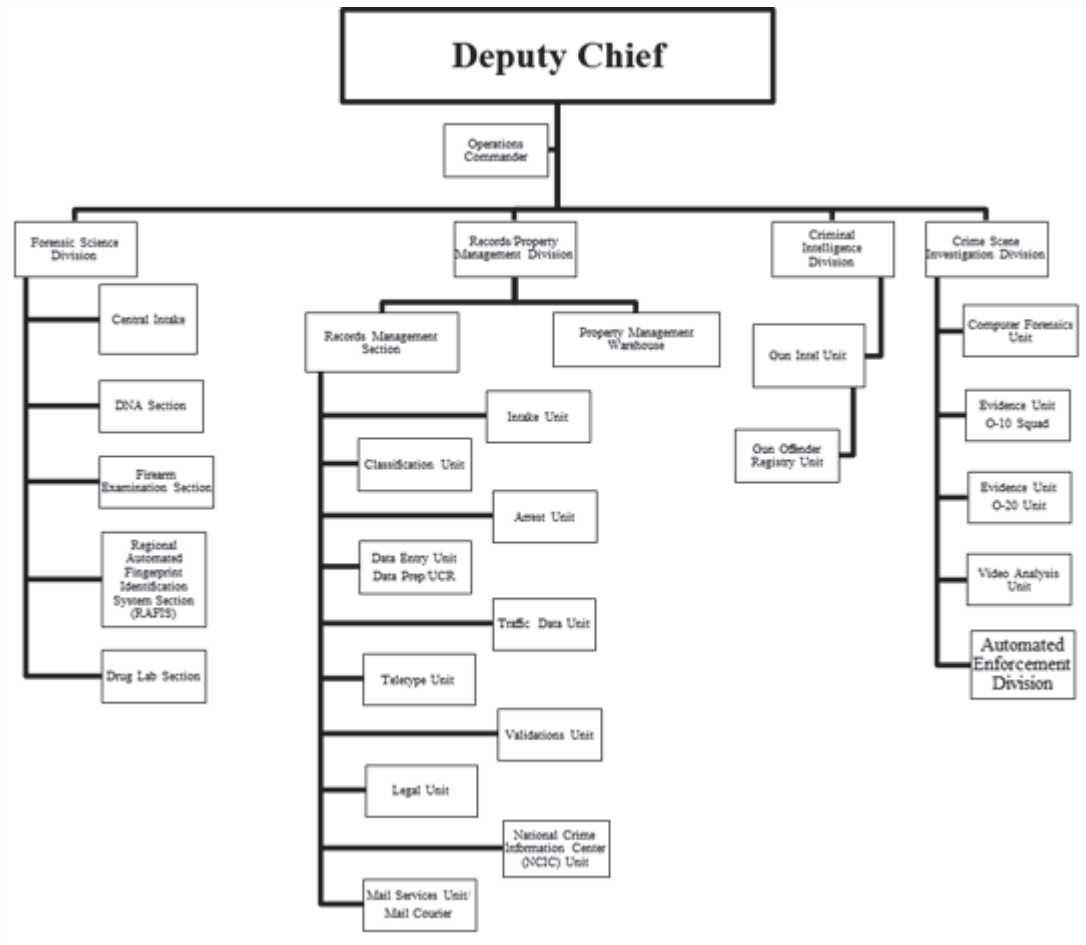 Deputy Chief
Operations
Commander
Forensic Science
Division
Records/Property
Management Division
Criminal
Intelligence
Division
Crime Scene
Investigation Division
Central Intake
DNA Section
Firearm
Examination Section
Regional
Automated
Fingerprint
Identification
System Section
(RAFIS)
Drug Lab Section
Records Management
Section
Property Management
Warehouse
Intake Unit
Classification Unit
Arrest Unit
Data Entry Unit
Data Prep/UCR
Traffic Data Unit
Teletype Unit
Validations Unit
Legal Unit
National Crime
Information Center
(NCIC) Unit
Mail Services Unit/
Mail Courier
Gun Intel Unit
Gun Offender
Registry Unit
Computer Forensics
Unit
Evidence Unit
O-10 Squad
Evidence Unit
O-20 Unit
Video Analysis
Unit
Automated
Enforcement
Division